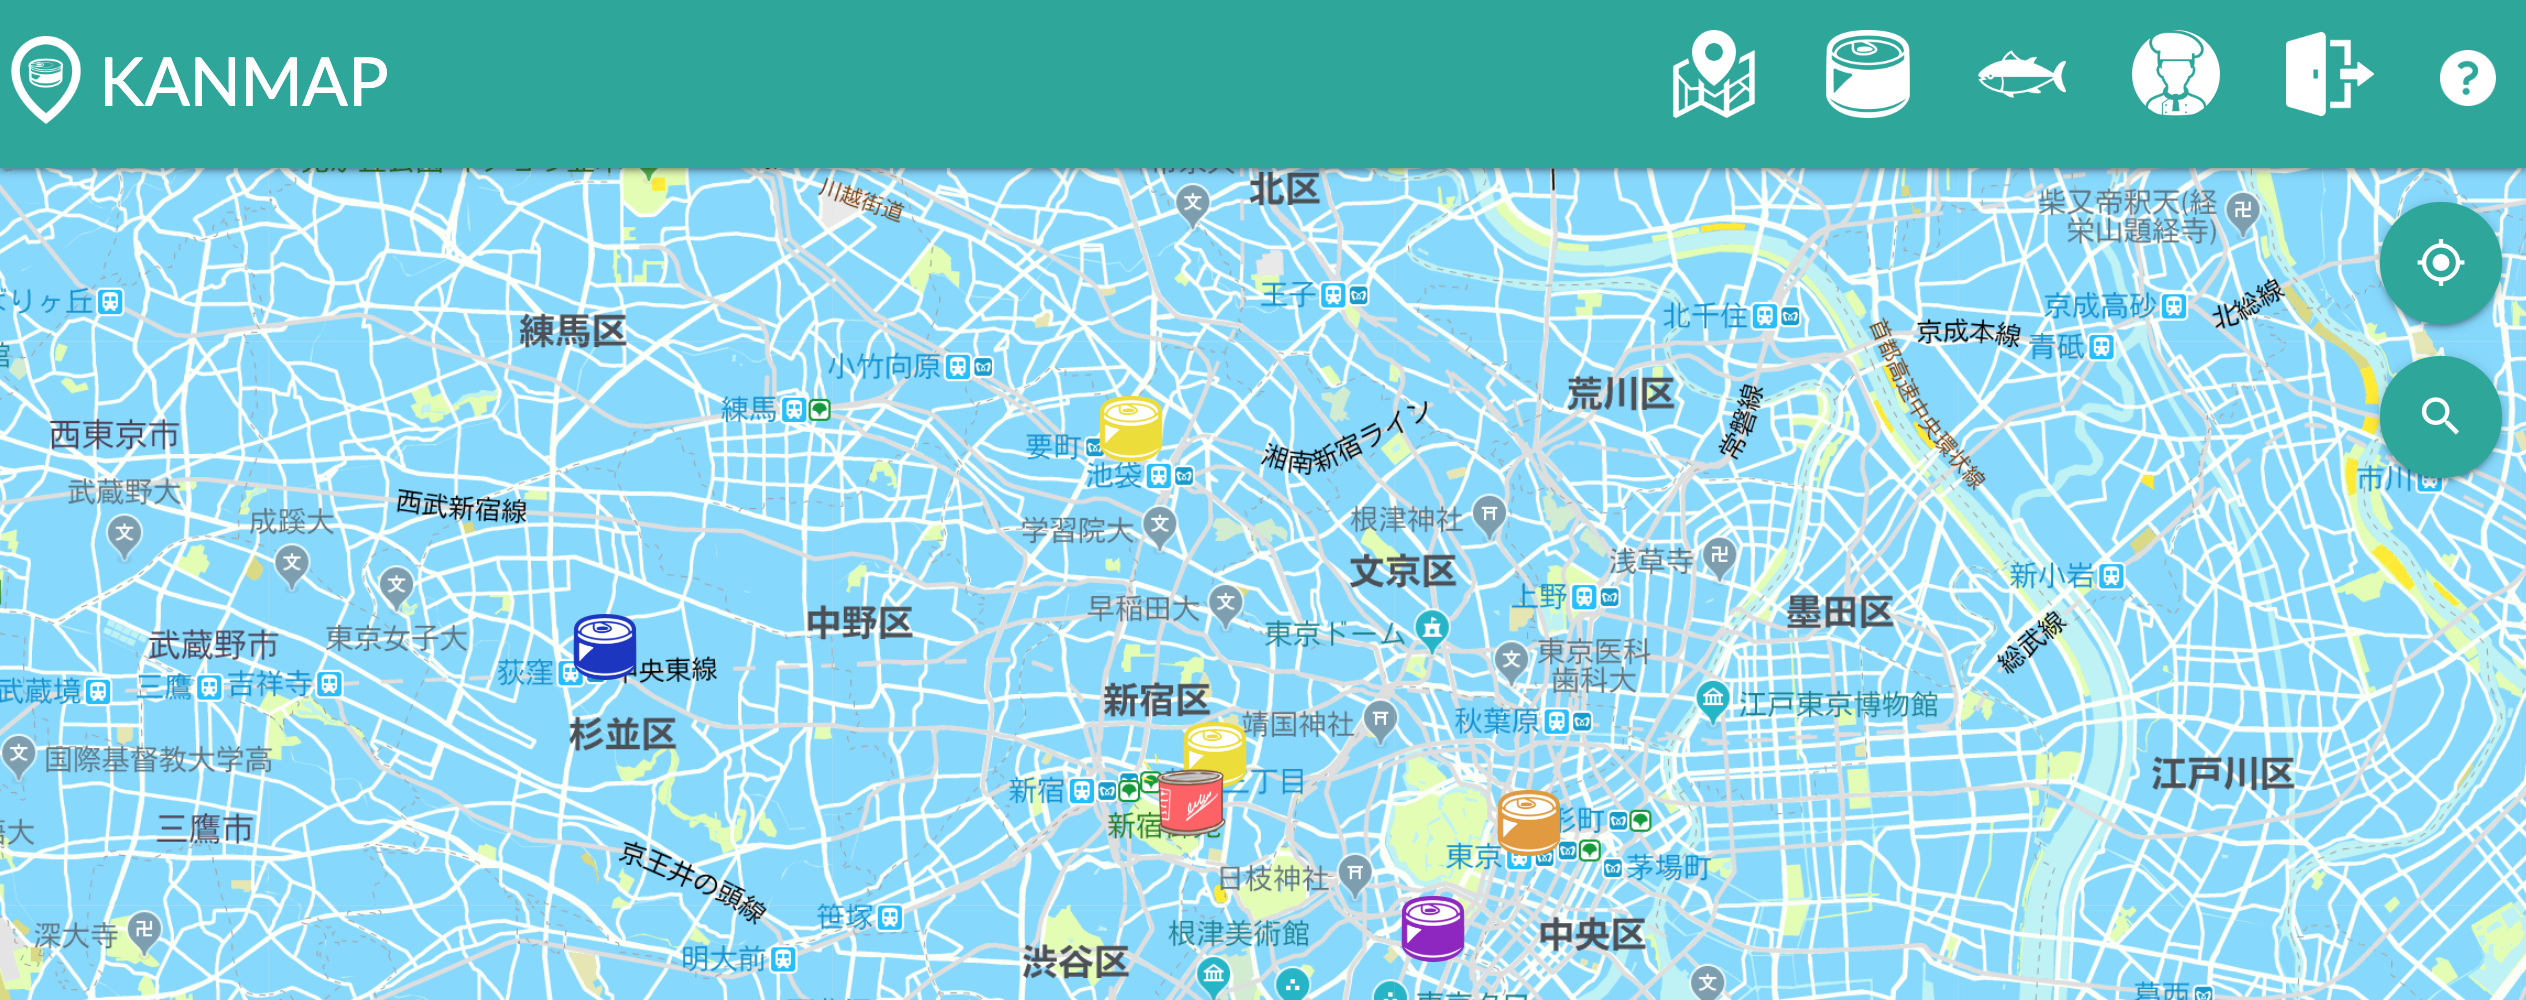 KANMAP
?
川越街道
北区
柴又帝釈天(経
栄山題経寺)
王子
北千住
京成高砂
北総線
りヶ丘
練馬区
京成本線
青砥
首都高速中央環状線
小竹向原
荒川区
練馬
常磐線
西東京市
要町
湘南新宿ライン
池袋
市川
武蔵野大
西武新宿線
成蹊大
学習院大
根津神社
浅草寺
文京区
新小岩
上野
早稲田大
墨田区
中野区
東京ドーム
武蔵野市
東京女子大
総武線
東京医科
歯科大
荻窪
中央東線
武蔵境
三鷹
吉祥寺
新宿区
江戸東京博物館
靖国神社
秋葉原
杉並区
国際基督教大学高
江戸川区
新宿
三丁目
三鷹市
新宿
形町
東京
茅場町
京王井の頭線
日枝神社
笹塚
深大寺
根津美術館
中央区
明大前
渋谷区
葛西